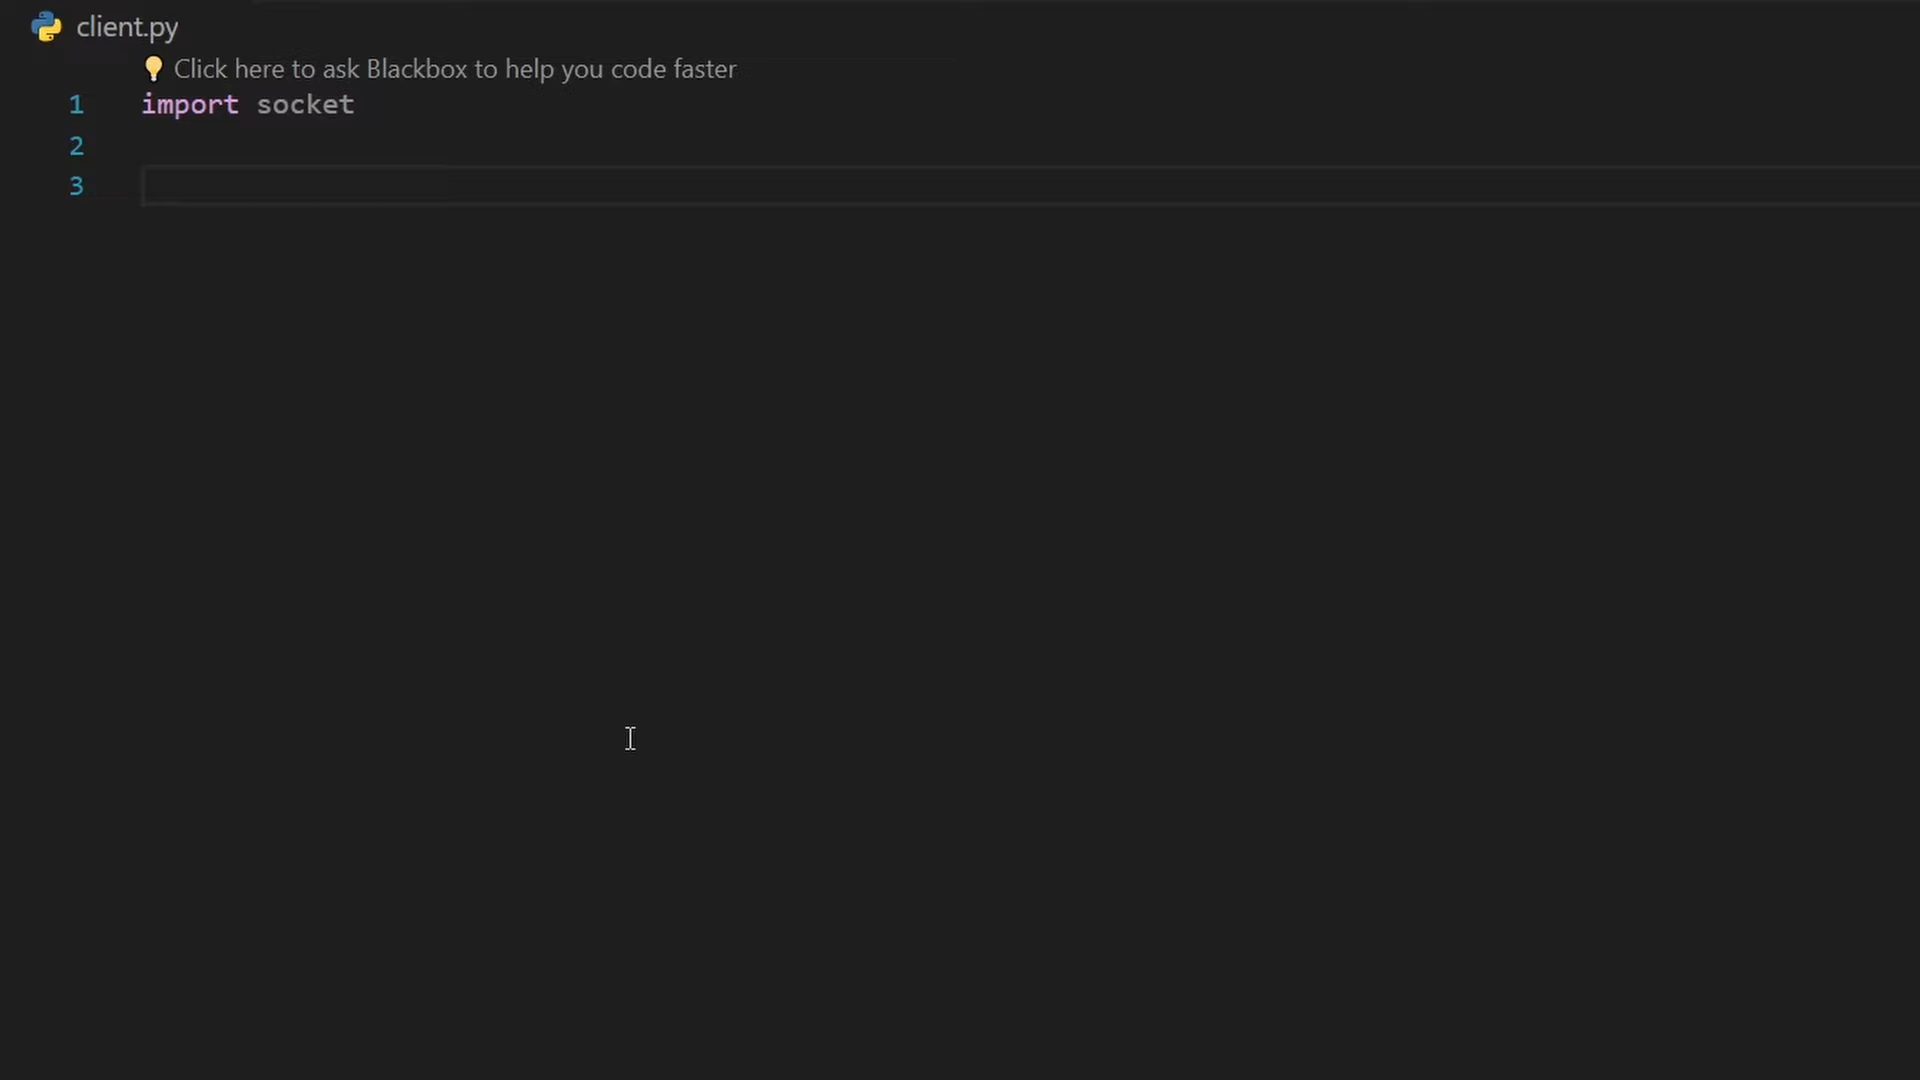 client.py
Click here to ask Blackbox to help you code faster
1 import socket
2
3